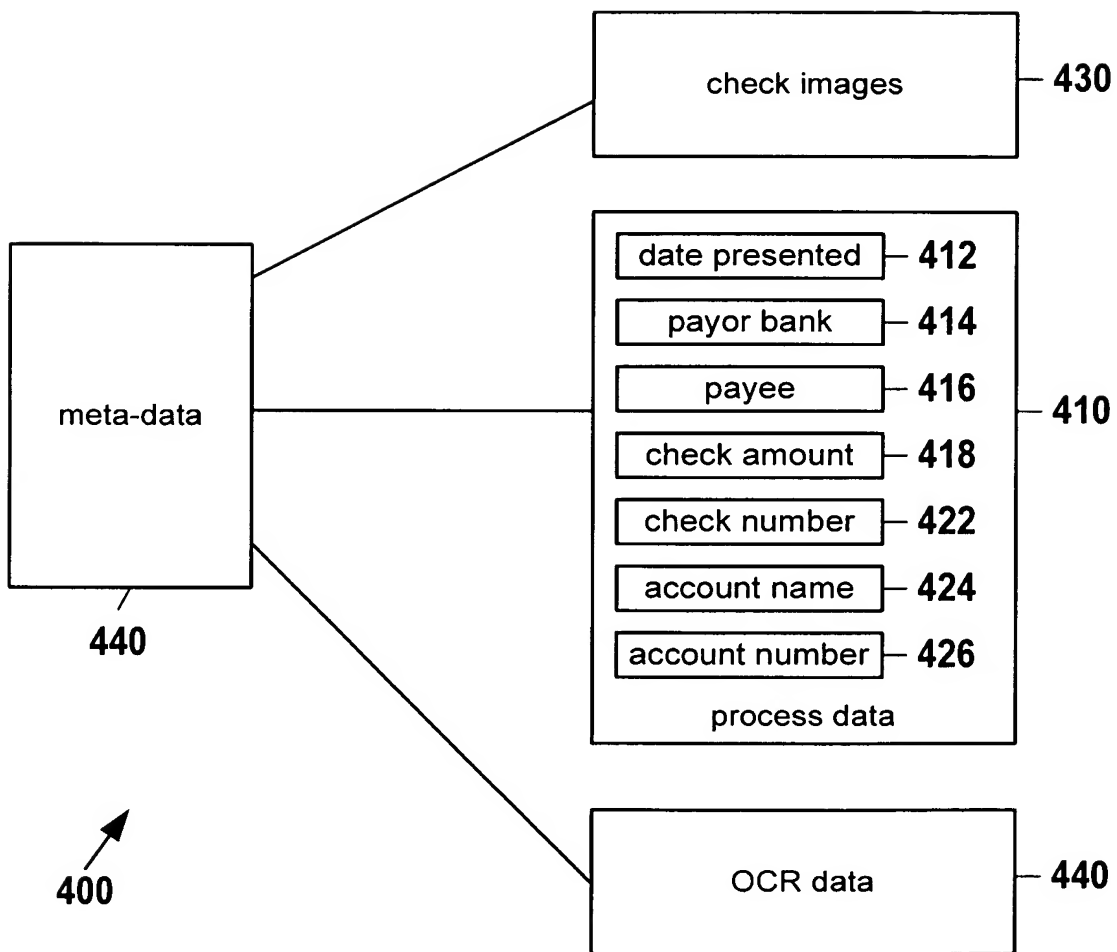 check images
430
meta-data
440
date presented 412
payor bank 414
payee 416
check amount 418
check number 422
account name 424
account number 426
process data
410
OCR data
440
400